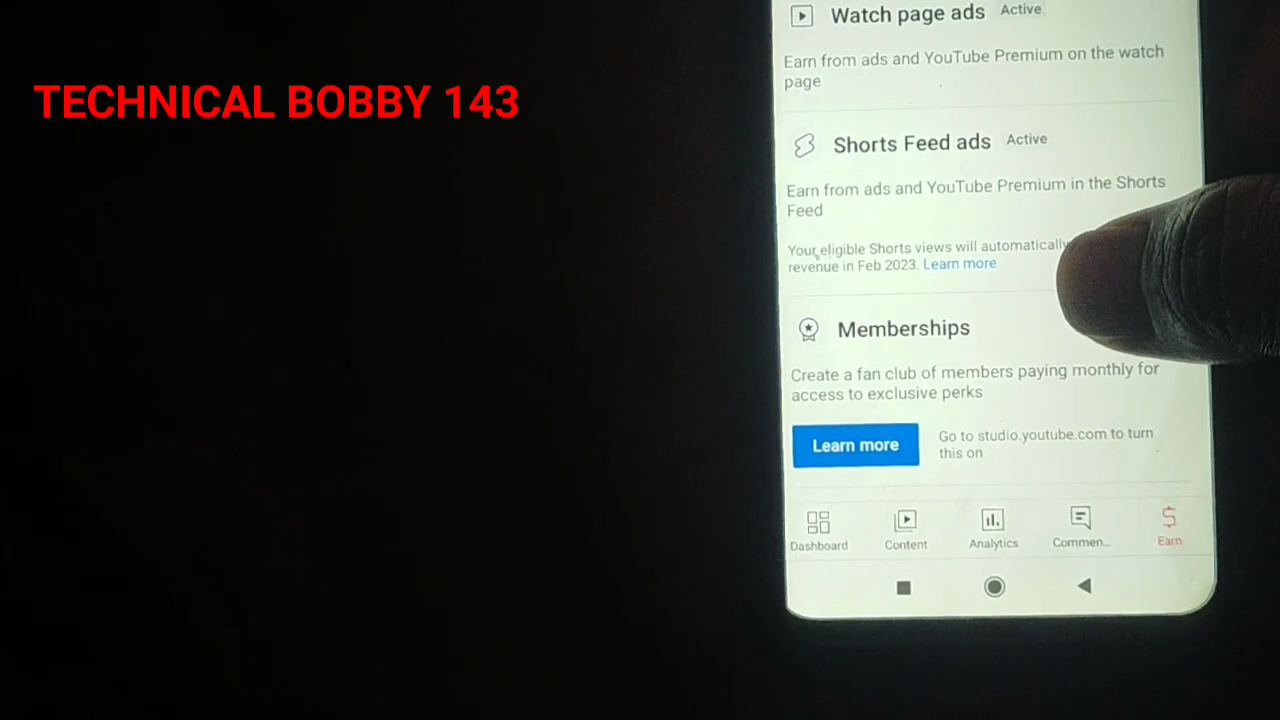 TECHNICAL BOBBY 143
Watch page ads Active
Earn from ads and YouTube Premium on the watch
page
Shorts Feed ads Active
Earn from ads and YouTube Premium in the Shorts
Feed
Your eligible Shorts views will automatically
revenue in Feb 2023. Learn more
Memberships
Create a fan club of members paying monthly for
access to exclusive perks
Learn more
Go to studio.youtube.com to turn
this on
Dashboard Content Analytics Commen... Earn